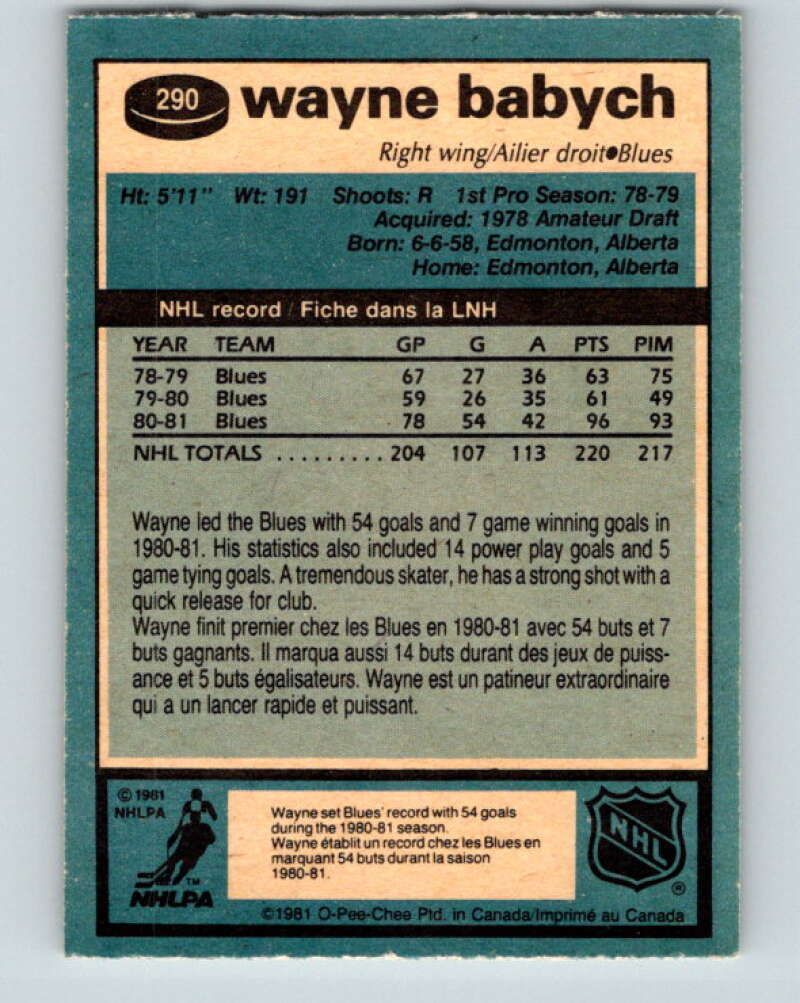 290 wayne babych
Right wing/Ailier droit●Blues
Ht: 5'11" Wt: 191 Shoots: R 1st Pro Season: 78-79
Acquired: 1978 Amateur Draft
Born: 6-6-58, Edmonton, Alberta
Home: Edmonton, Alberta
NHL record / Fiche dans la LNH
YEAR TEAM GP G A PTS PIM
78-79 Blues 67 27 36 63 75
79-80 Blues 59 26 35 61 49
80-81 Blues 78 54 42 96 93
NHL TOTALS ......... 204 107 113 220 217
Wayne led the Blues with 54 goals and 7 game winning goals in
1980-81. His statistics also included 14 power play goals and 5
game tying goals. A tremendous skater, he has a strong shot with a
quick release for club.
Wayne finit premier chez les Blues en 1980-81 avec 54 buts et 7
buts gagnants. Il marqua aussi 14 buts durant des jeux de puiss-
ance et 5 buts égalisateurs. Wayne est un patineur extraordinaire
qui a un lancer rapide et puissant.
© 1981
NHLPA
TM
NHLPA
Wayne set Blues' record with 54 goals
during the 1980-81 season.
Wayne établit un record chez les Blues en
marquant 54 buts durant la saison
1980-81.
NHL
®
©1981 O-Pee-Chee Ptd. in Canada/Imprimé au Canada